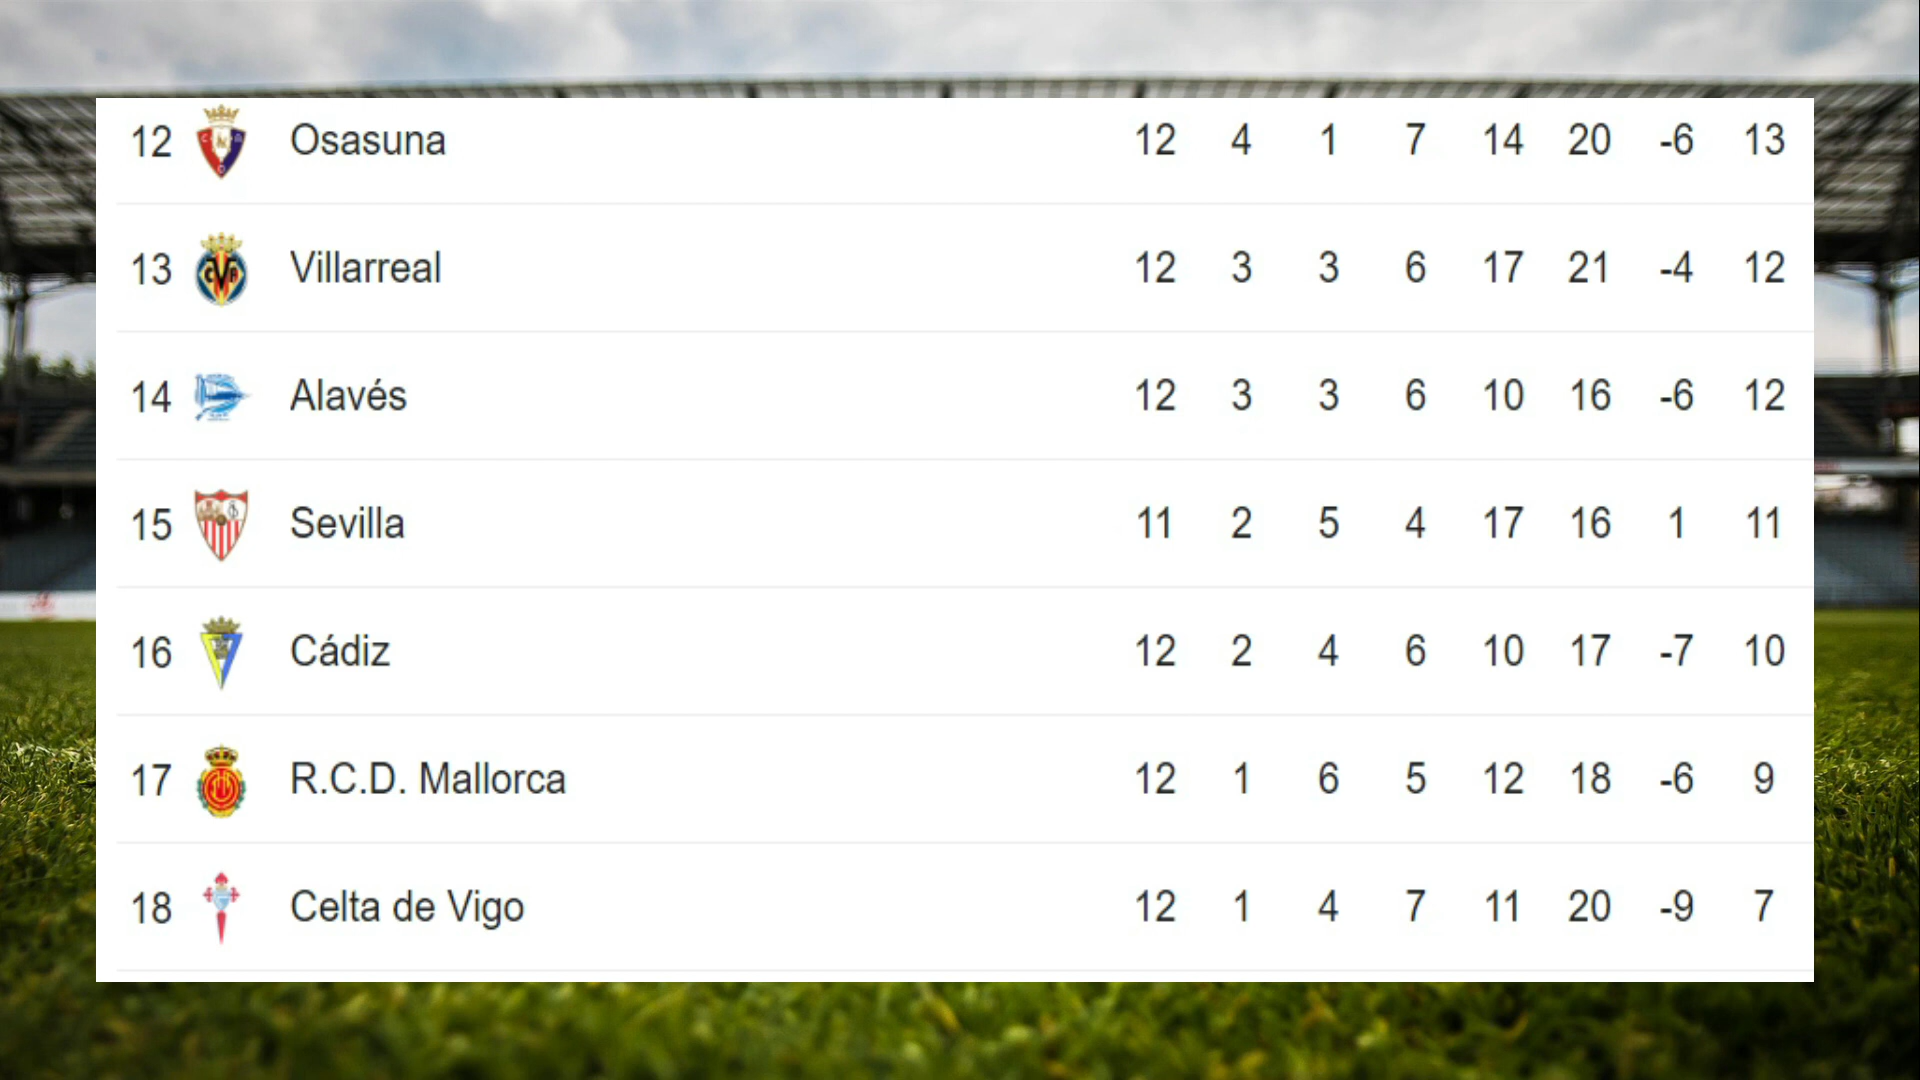 12 Osasuna 12 4 1 7 14 20 -6 13
13 Villarreal 12 3 3 6 17 21 -4 12
14 Alavés 12 3 3 6 10 16 -6 12
15 Sevilla 11 2 5 4 17 16 1 11
16 Cádiz 12 2 4 6 10 17 -7 10
17 R.C.D. Mallorca 12 1 6 5 12 18 -6 9
18 Celta de Vigo 12 1 4 7 11 20 -9 7